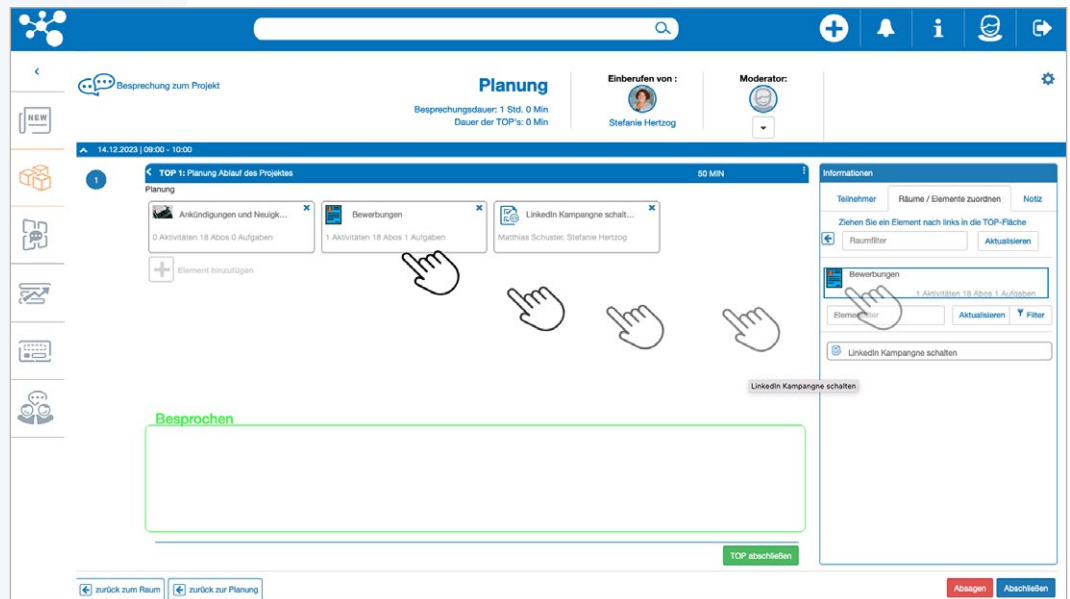 NEW
Besprechung zum Projekt
Planung
Besprechungsdauer: 1 Std. 0 Min
Dauer der TOP's: 0 Min
Einberufen von :
Stefanie Hertzog
Moderator:
14.12.2023 | 09:00 - 10:00
1
TOP 1: Planung Ablauf des Projektes
50 MIN
Planung
Ankündigungen und Neuigk...
0 Aktivitäten 18 Abos 0 Aufgaben
Bewerbungen
1 Aktivitäten 18 Abos 1 Aufgaben
LinkedIn Kampangne schalt...
Matthias Schuster, Stefanie Hertzog
Element hinzufügen
Besprochen
TOP abschließen
Informationen
Teilnehmer
Räume / Elemente zuordnen
Notiz
Ziehen Sie ein Element nach links in die TOP-Fläche
Raumfilter
Aktualisieren
Bewerbungen
1 Aktivitäten 18 Abos 1 Aufgaben
Elementfilter
Aktualisieren
Filter
LinkedIn Kampangne schalten
LinkedIn Kampangne schalten
zurück zum Raum
zurück zur Planung
Absagen
Abschließen